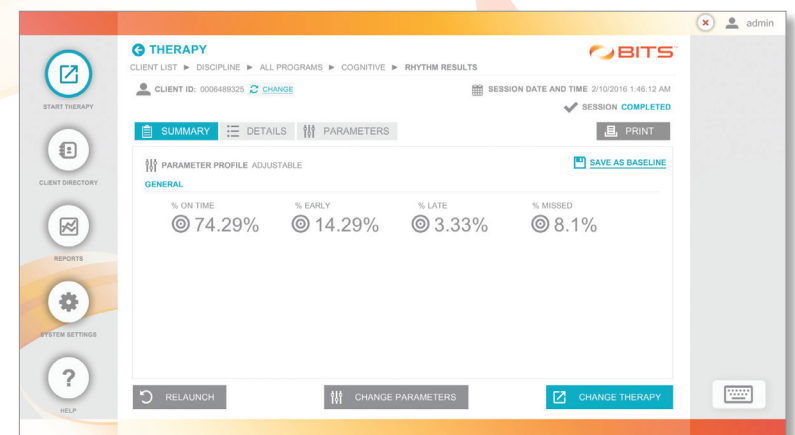 admin
THERAPY
BITS™
CLIENT LIST ► DISCIPLINE ► ALL PROGRAMS ► COGNITIVE ► RHYTHM RESULTS
CLIENT ID: 0006489325 CHANGE
SESSION DATE AND TIME 2/10/2016 1:46:12 AM
SESSION COMPLETED
SUMMARY DETAILS PARAMETERS PRINT
PARAMETER PROFILE ADJUSTABLE
SAVE AS BASELINE
GENERAL
% ON TIME % EARLY % LATE % MISSED
74.29% 14.29% 3.33% 8.1%
RELAUNCH CHANGE PARAMETERS CHANGE THERAPY
START THERAPY
CLIENT DIRECTORY
REPORTS
SYSTEM SETTINGS
?
HELP